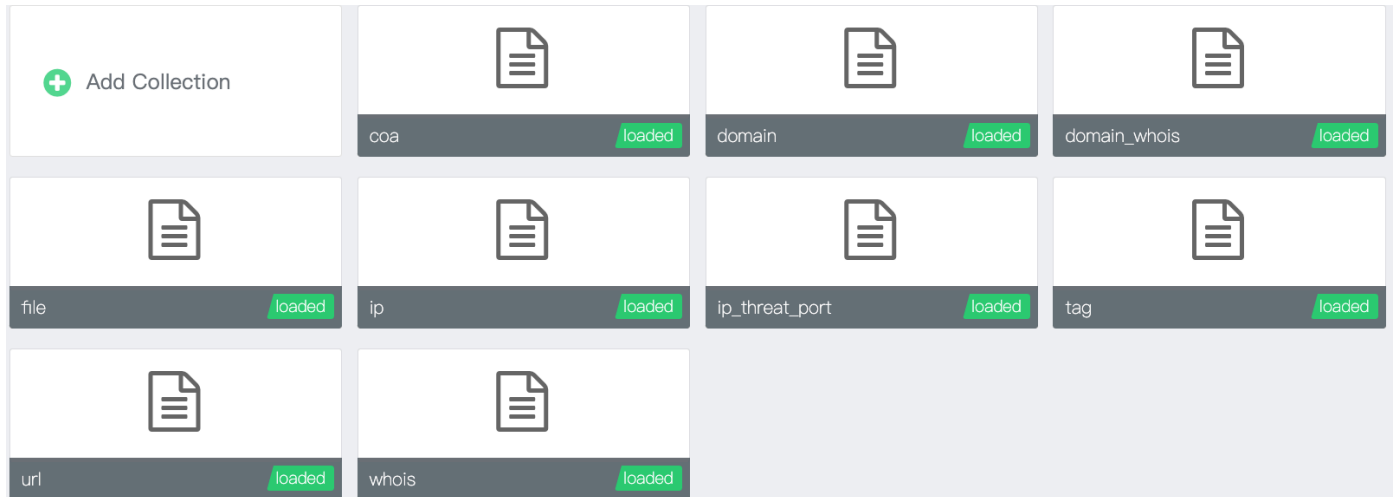 Add Collection
coa loaded
domain loaded
domain_whois loaded
file loaded
ip loaded
ip_threat_port loaded
tag loaded
url loaded
whois loaded